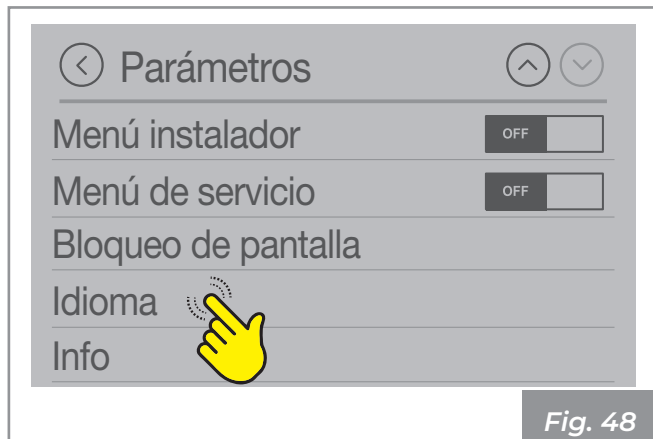 Parámetros
Menú instalador OFF
Menú de servicio OFF
Bloqueo de pantalla
Idioma
Info
Fig. 48